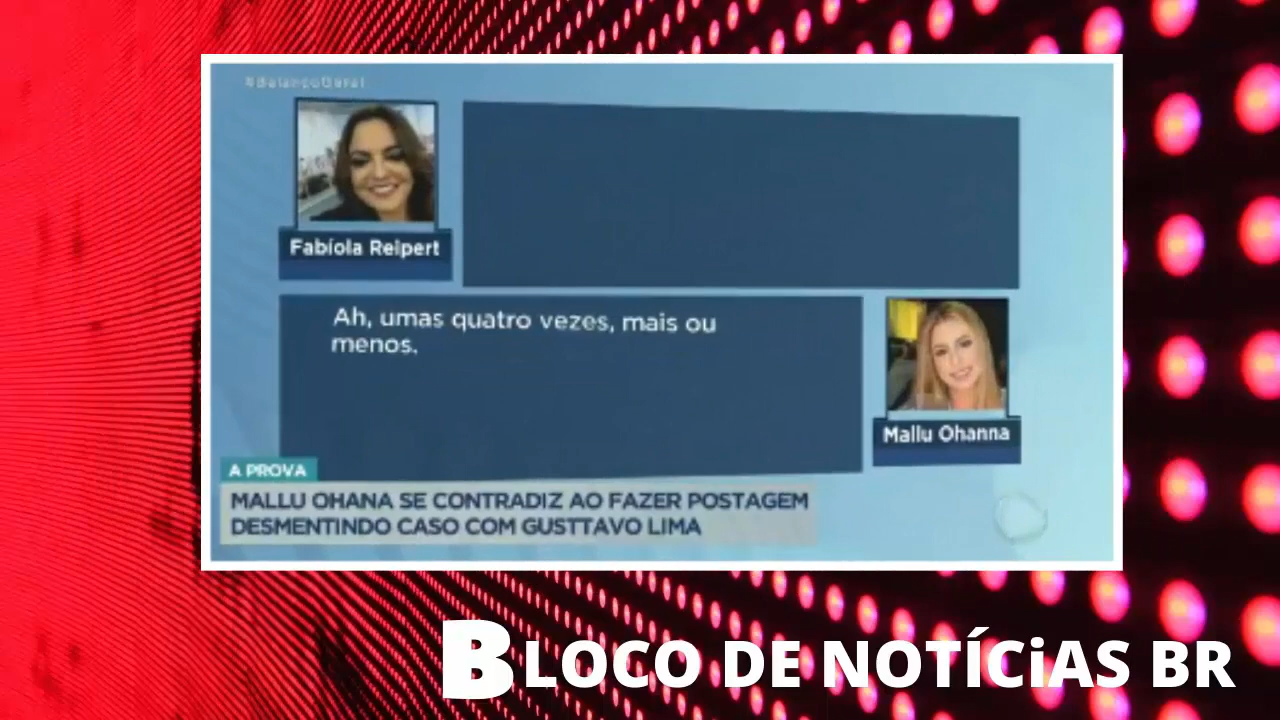 #BalançoGeral
Fabíola Reipert
Ah, umas quatro vezes, mais ou
menos.
Mallu Ohanna
A PROVA
MALLU OHANA SE CONTRADIZ AO FAZER POSTAGEM
DESMENTINDO CASO COM GUSTTAVO LIMA
BLOCO DE NOTÍCiAS BR